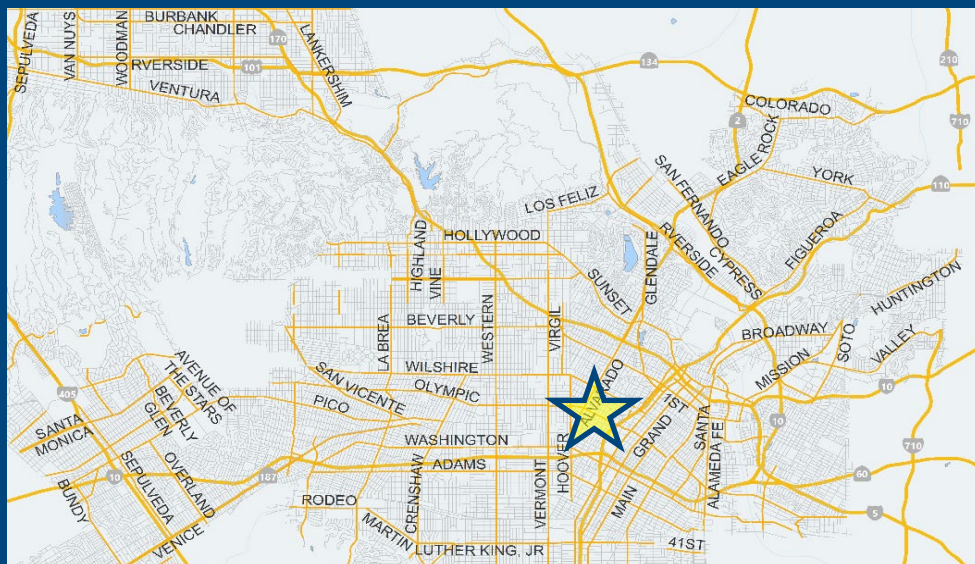 BURBANK
CHANDLER
SEPULVEDA
VAN NUYS
WOODMAN
LANKERSHIM
170
RVERSIDE
101
134
210
VENTURA
COLORADO
2
710
EAGLE ROCK
SAN FERNANDO
YORK
110
LOS FELIZ
FIGUEROA
HIGHLAND
HOLLYWOOD
GLENDALE
RVERSIDE
CYPRESS
VINE
SUNSET
HUNTINGTON
LA BREA
BEVERLY
WESTERN
VIRGIL
BROADWAY
SOTO
VALLEY
MISSION
AVENUE OF
THE STARS
WILSHIRE
SAN VICENTE
OLYMPIC
ALVARADO
10
405
BEVERLY
GLEN
PICO
1ST
SANTA
MONICA
GRAND
SANTA
FE
ALAMEDA
10
WASHINGTON
HOOVER
710
ADAMS
10
SEPULVEDA
OVERLAND
187
60
BUNDY
RODEO
CRENSHAW
VERMONT
MAIN
5
VENICE
MARTIN
LUTHER KING, JR
41ST